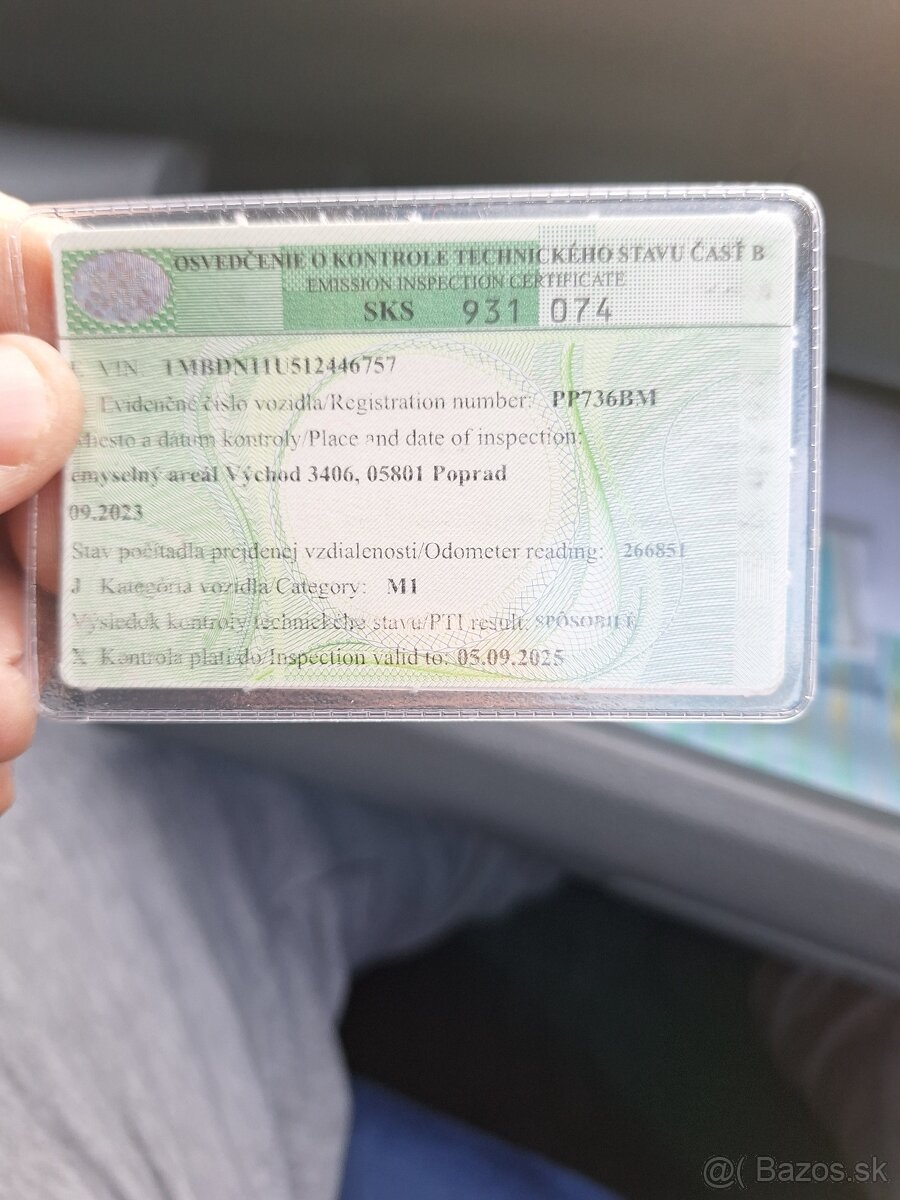 OSVEDČENIE O KONTROLE TECHNICKÉHO STAVU ČASŤ B
EMISSION INSPECTION CERTIFICATE
SKS 931 074
VIN: 1MBDN11U512446757
Evidenčné číslo vozidla/Registration number: PP736BM
Miesto a dátum kontroly/Place and date of inspection:
emyselný areál Východ 3406, 05801 Poprad
09.2023
Stav počítadla prejdenej vzdialenosti/Odometer reading: 266851
J Kategória vozidla/Category: M1
Výsledok kontroly technického stavu/PTI result: SPÔSOBILÉ
X Kontrola platí do/Inspection valid to: 05.09.2025
@( Bazos.sk